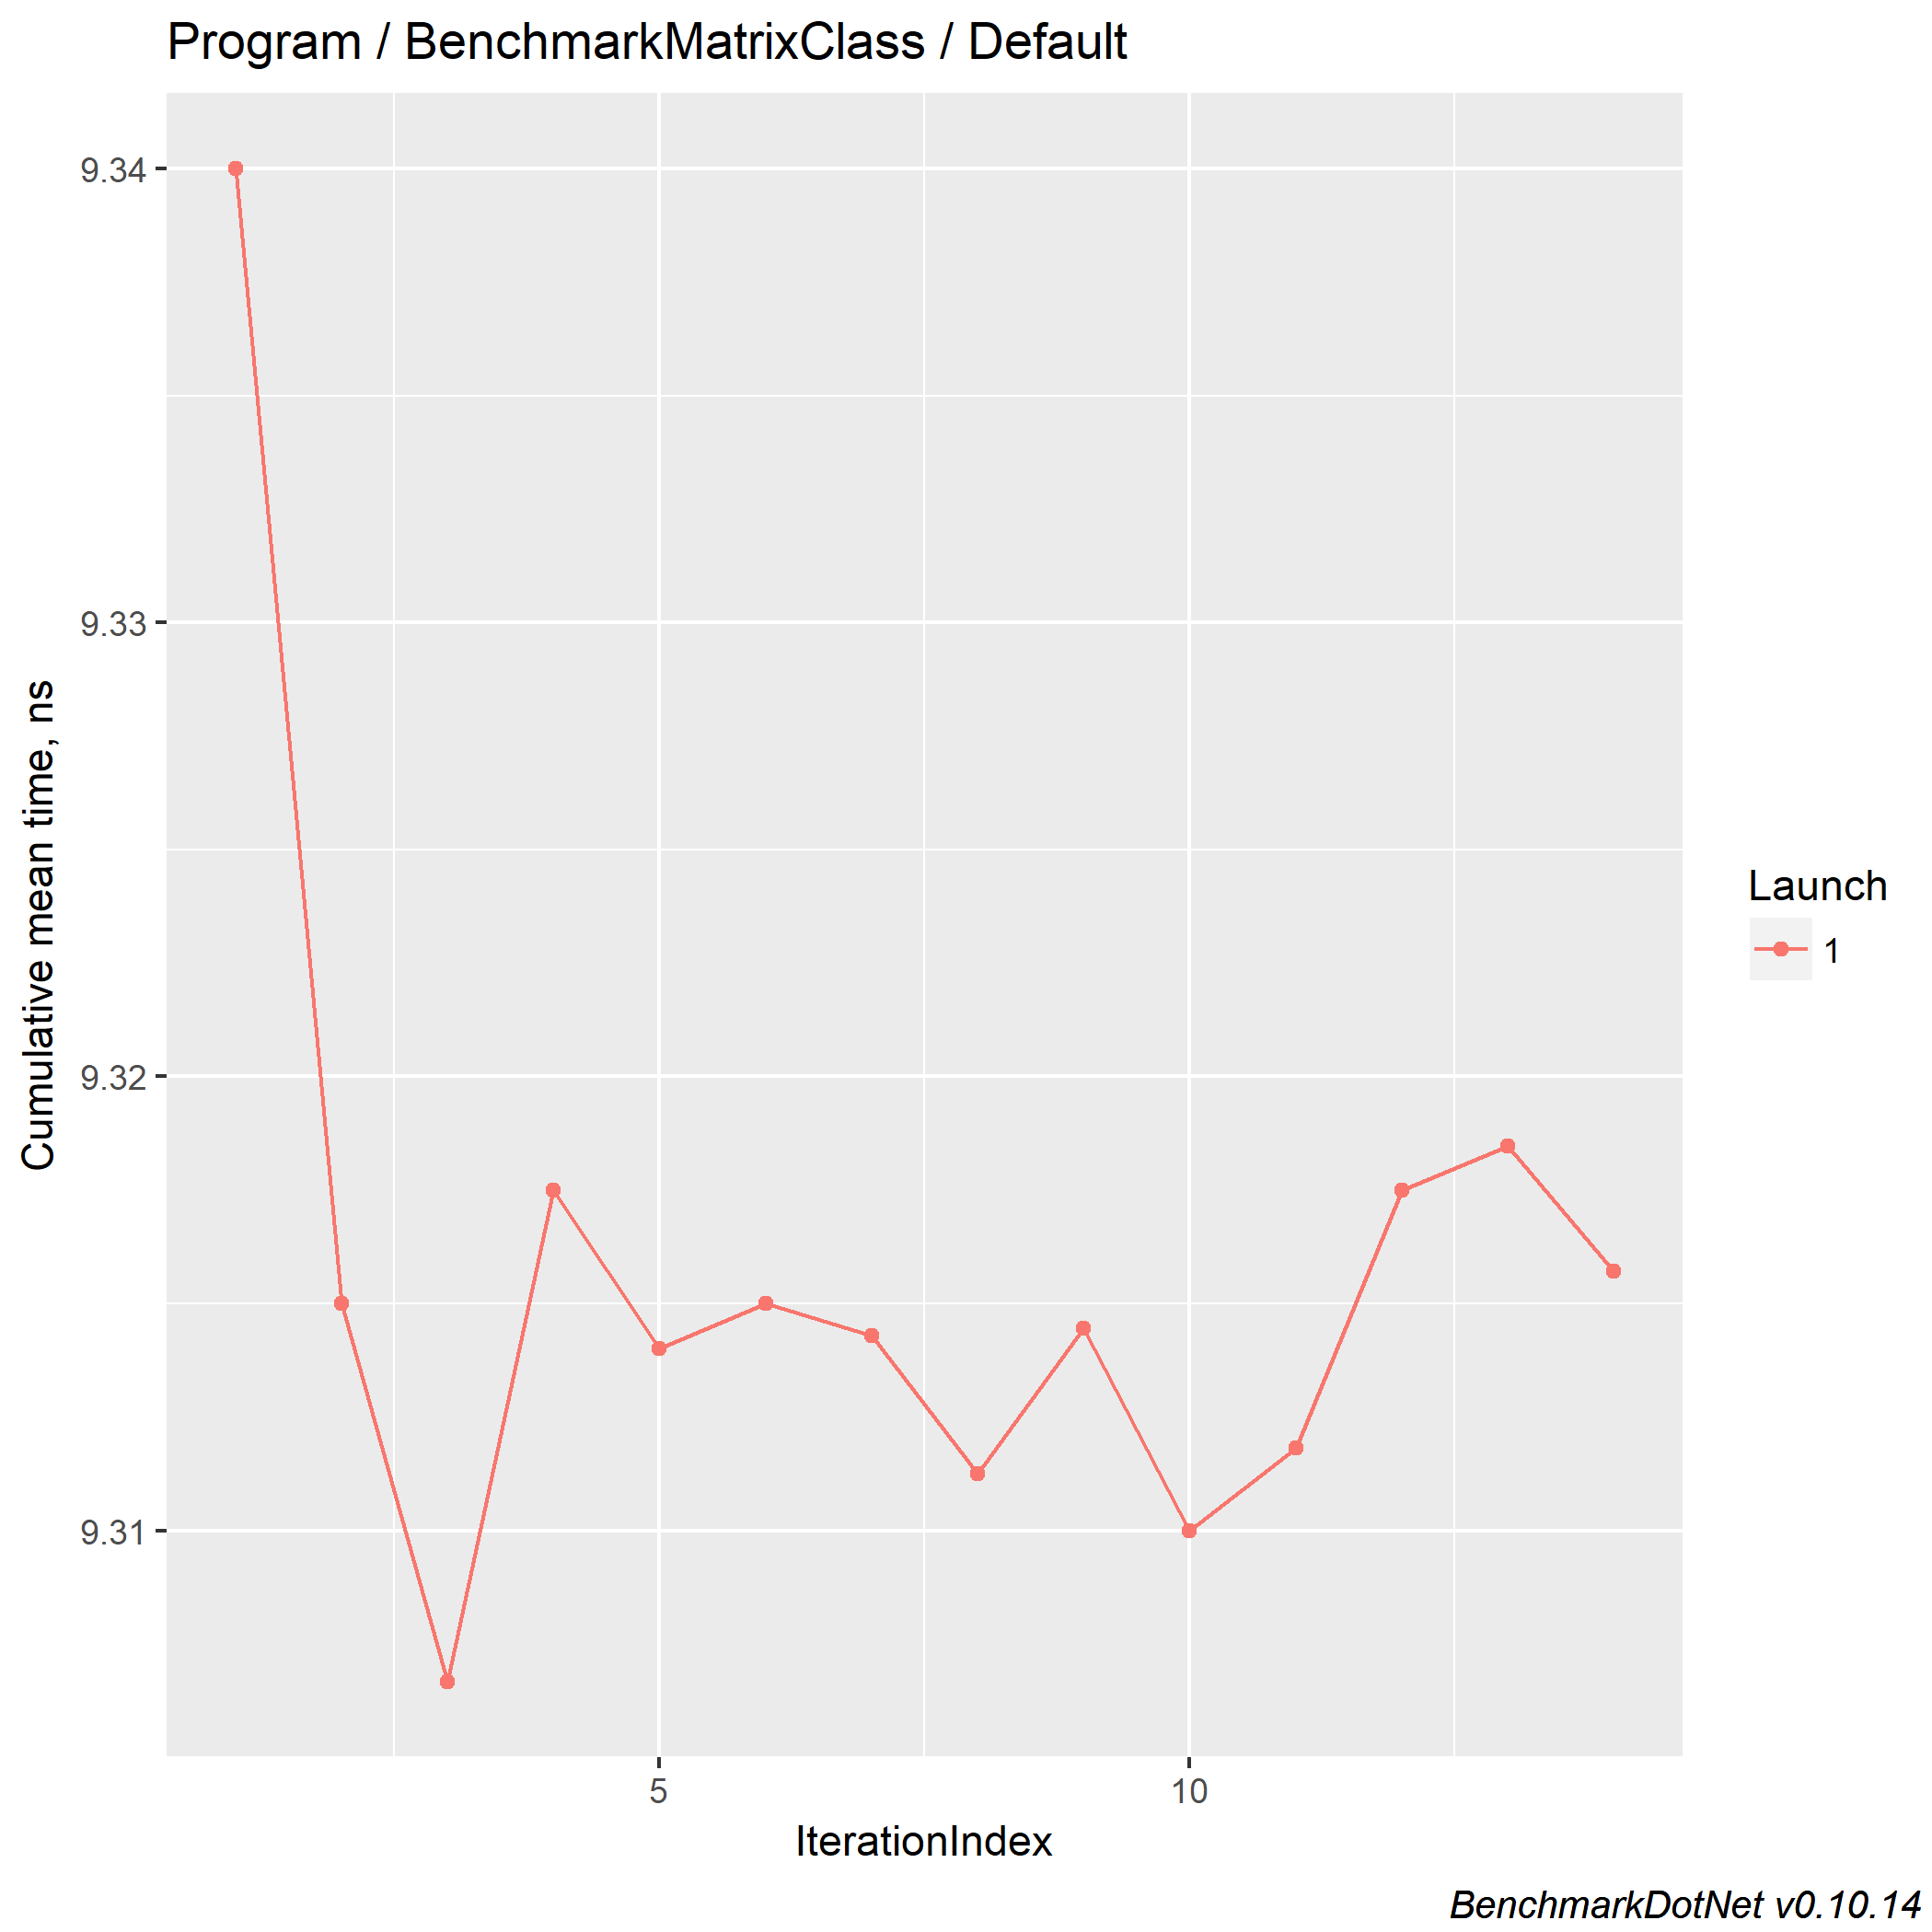 Program / BenchmarkMatrixClass / Default
Cumulative mean time, ns
9.34
9.33
9.32
9.31
5
10
IterationIndex
Launch
1
BenchmarkDotNet v0.10.14